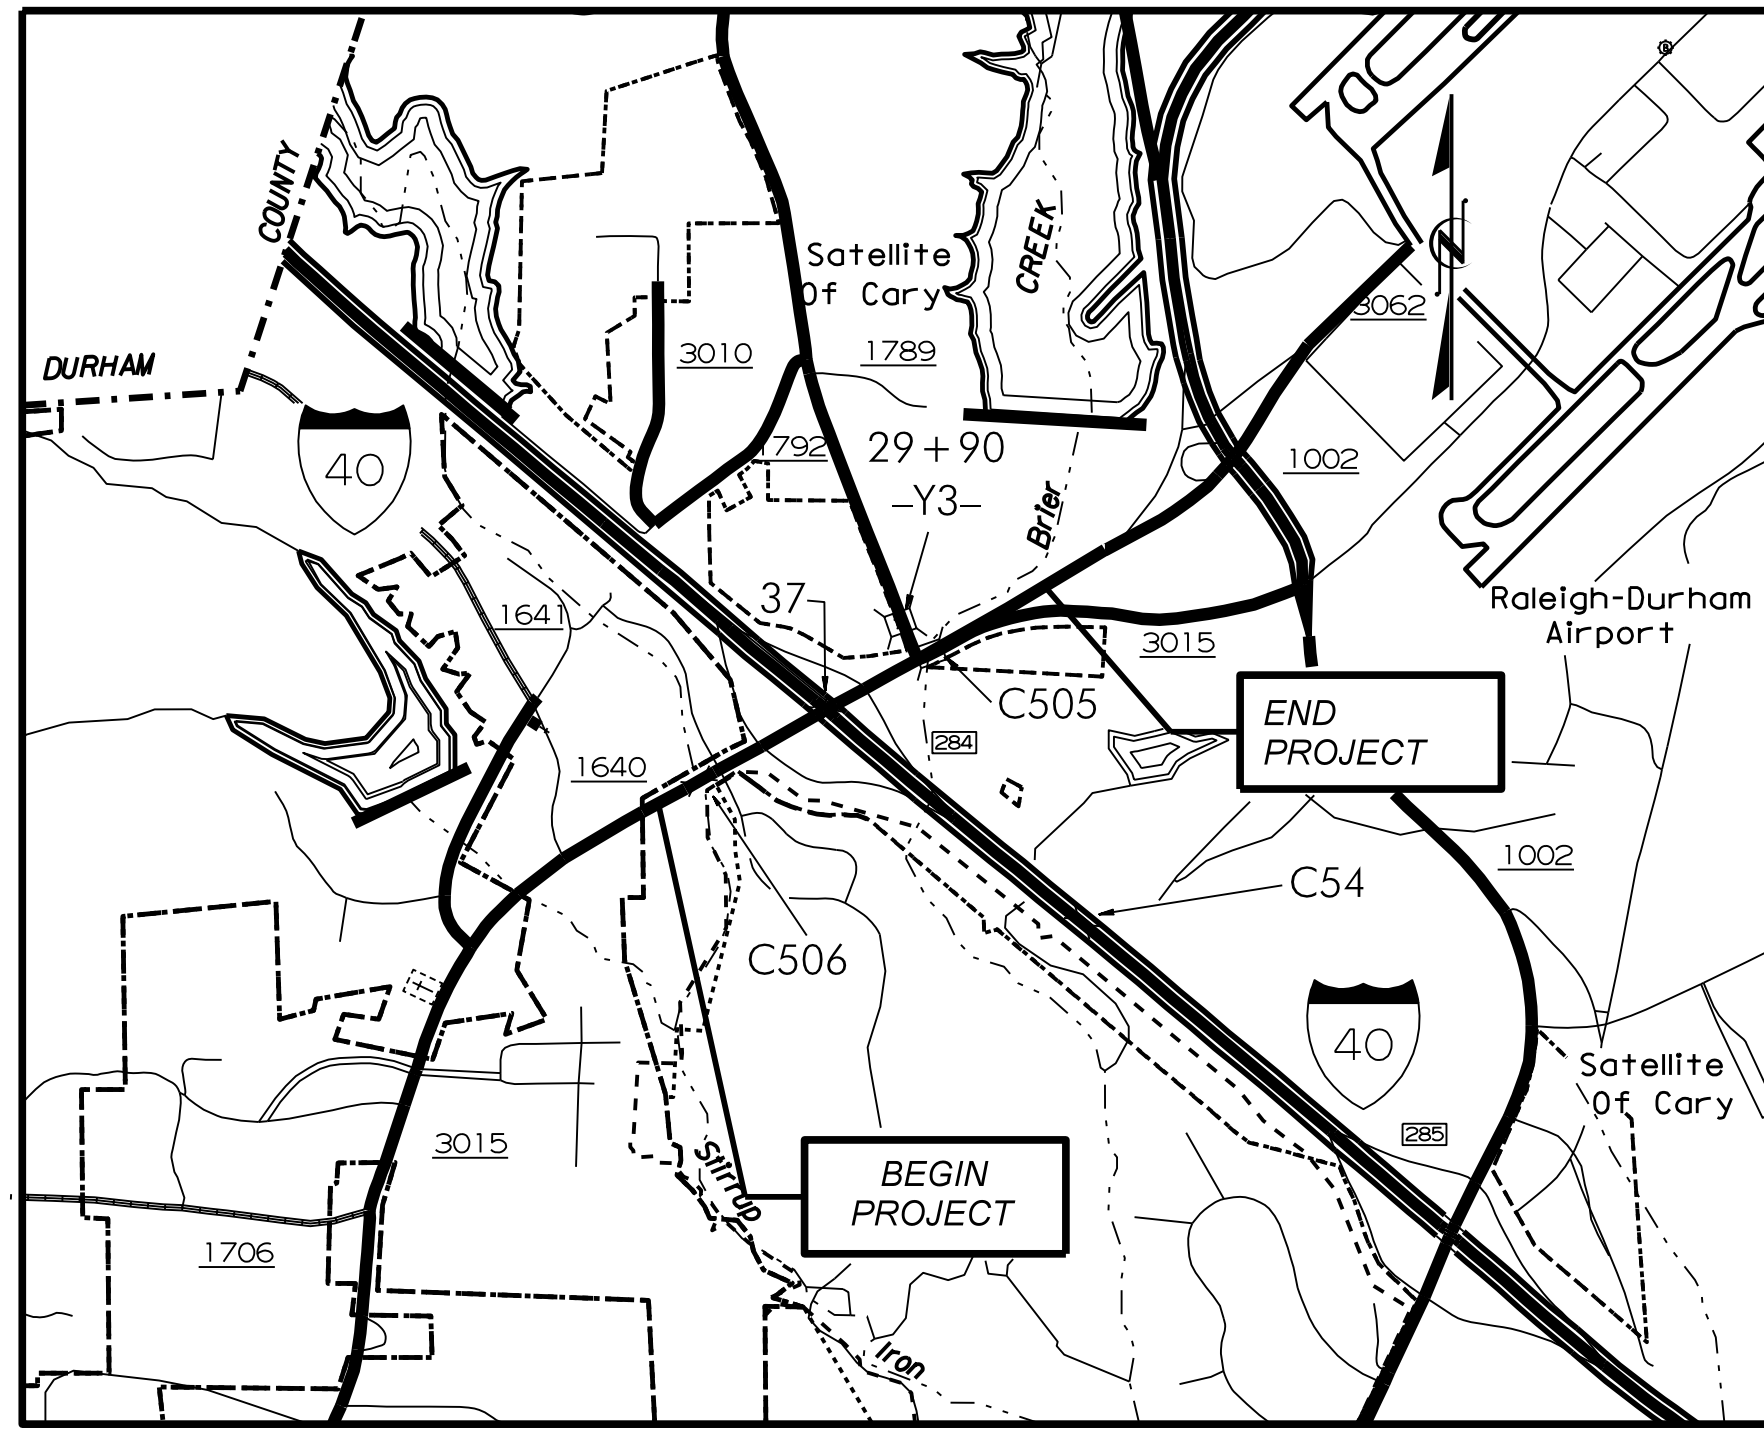 COUNTY
DURHAM
40
Satellite
Of Cary
CREEK
3062
3010
1789
792
29+90
-Y3-
1002
Brier
37
1641
Raleigh-Durham
Airport
3015
C505
284
END
PROJECT
1640
1002
C54
C506
40
Satellite
Of Cary
285
3015
Stirrup
BEGIN
PROJECT
1706
Iron